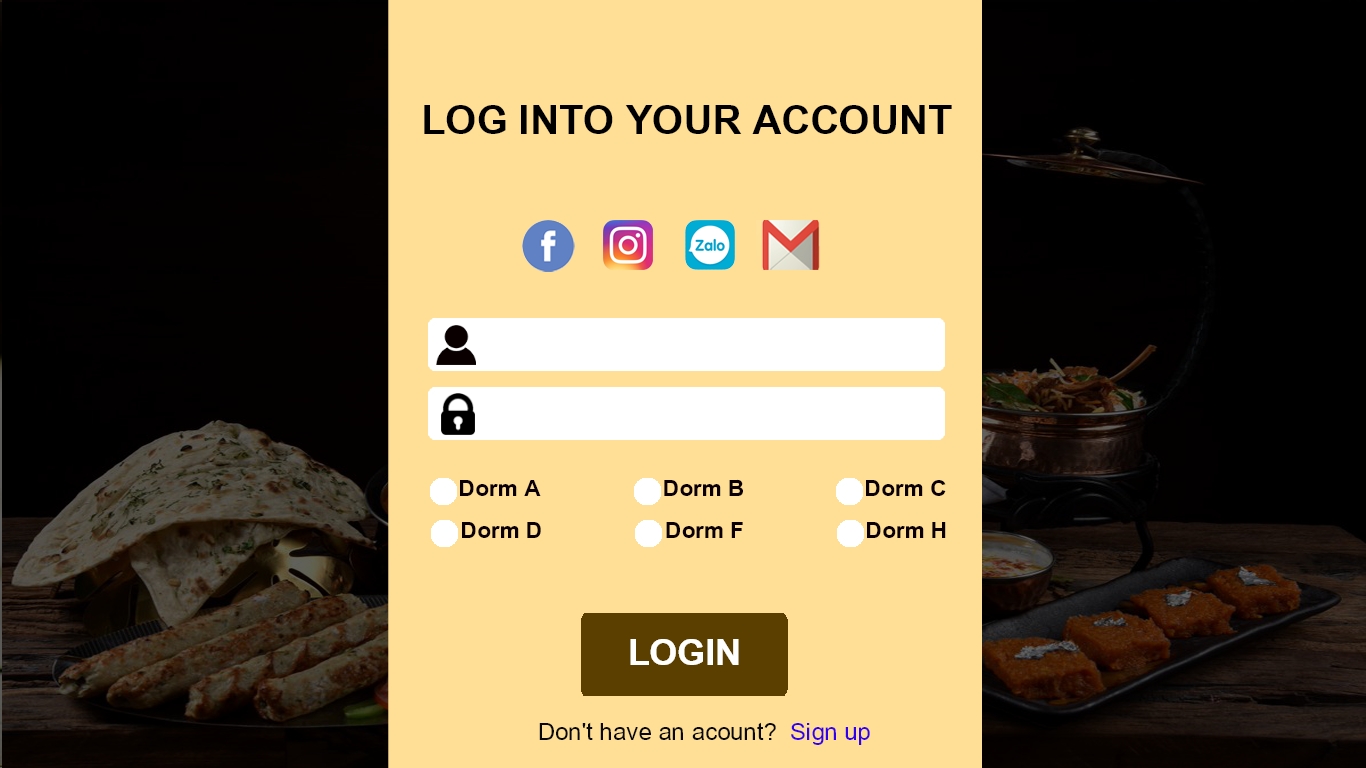 LOG INTO YOUR ACCOUNT
f
Zalo
Dorm A Dorm B Dorm C
Dorm D Dorm F Dorm H
LOGIN
Don't have an acount? Sign up